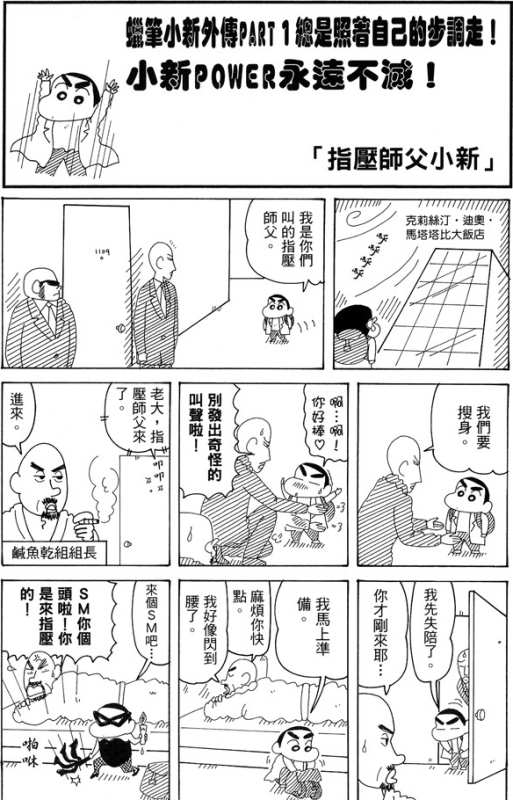 蠟筆小新外傳PART 1總是照著自己的步調走！
小新POWER永遠不滅！
「指壓師父小新」
克莉絲汀・迪奧・
馬塔塔比大飯店
我是你們
叫的指壓
師父。
1109
我們要
搜身。
啊…啊！
你好棒♡
別發出奇怪的
叫聲啦！
叩叩
老大，指
壓師父來
了。
進來。
鹹魚乾組組長
我先失陪了。
你才剛來耶…
我馬上準
備。
麻煩你快
點。
我好像閃到
腰了。
來個SM吧…
SM你個
頭啦！你
是來指壓
的！
啪
咻